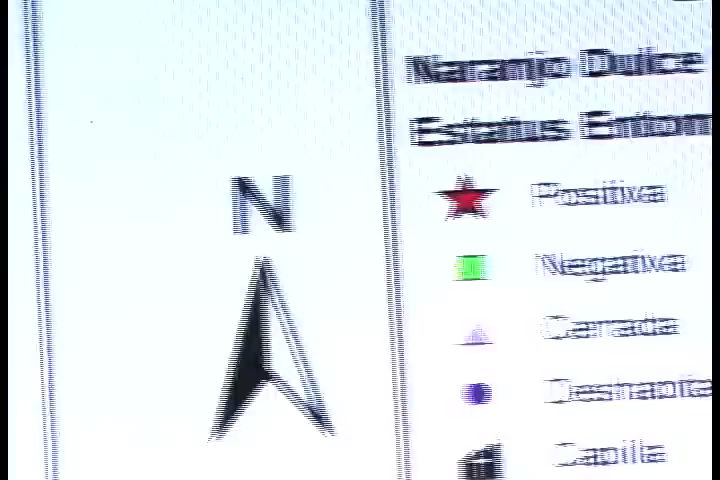 N
Naranjo Dulce
Estatus
Positiva
Negativa
Cerrada
Capilla